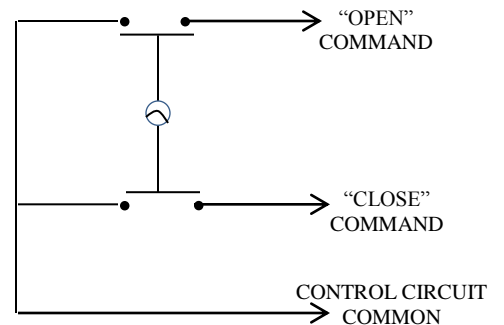 “OPEN”
COMMAND
“CLOSE”
COMMAND
CONTROL CIRCUIT
COMMON